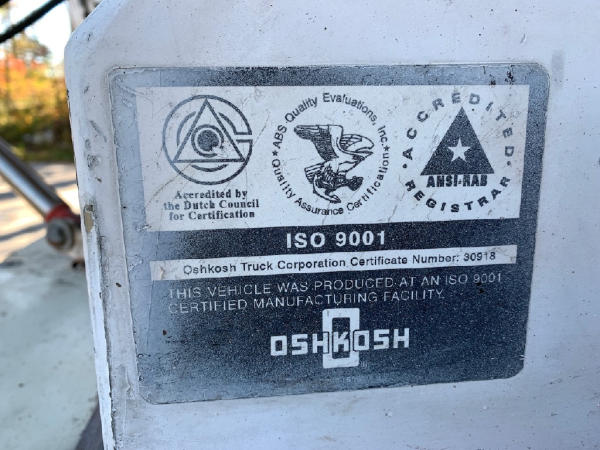 Accredited by
the Dutch Council
for Certification
ABS Quality Evaluations, Inc.
Quality Assurance Certification
ACCREDITED
ANSI-RAB
REGISTRAR
ISO 9001
Oshkosh Truck Corporation Certificate Number: 30918
THIS VEHICLE WAS PRODUCED AT AN ISO 9001
CERTIFIED MANUFACTURING FACILITY.
OSHKOSH